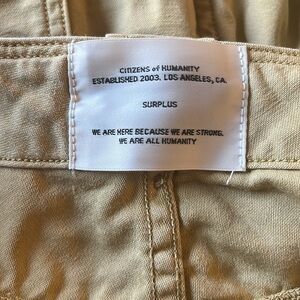 CITIZENS of HUMANITY
ESTABLISHED 2003. LOS ANGELES, CA.
SURPLUS
WE ARE HERE BECAUSE WE ARE STRONG.
WE ARE ALL HUMANITY